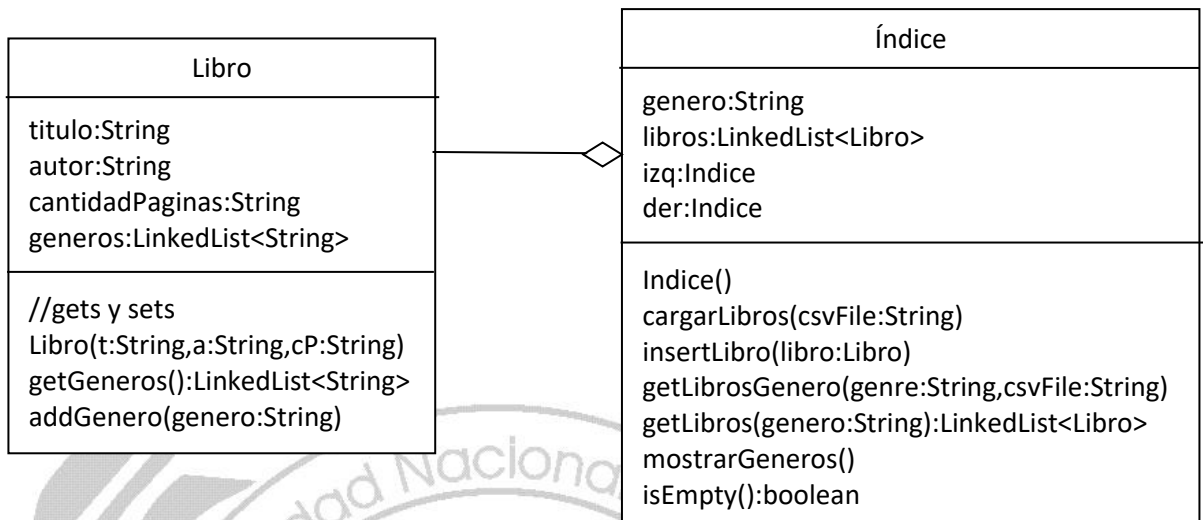 Libro
titulo:String
autor:String
cantidadPaginas:String
generos:LinkedList<String>
//gets y sets
Libro(t:String,a:String,cP:String)
getGeneros():LinkedList<String>
addGenero(genero:String)
Índice
genero:String
libros:LinkedList<Libro>
izq:Indice
der:Indice
Indice()
cargarLibros(csvFile:String)
insertLibro(libro:Libro)
getLibrosGenero(genre:String,csvFile:String)
getLibros(genero:String):LinkedList<Libro>
mostrarGeneros()
isEmpty():boolean